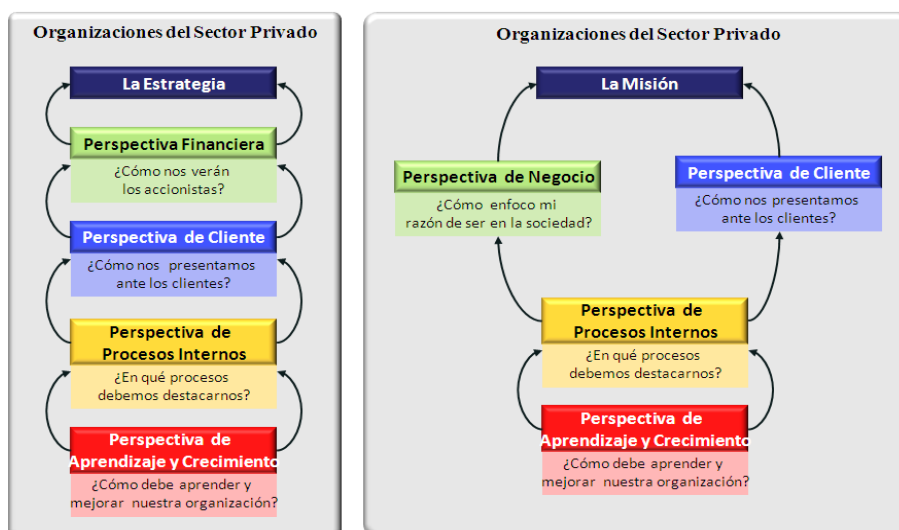 Organizaciones del Sector Privado
La Estrategia
Perspectiva Financiera
¿Cómo nos verán
los accionistas?
Perspectiva de Cliente
¿Cómo nos presentamos
ante los clientes?
Perspectiva de
Procesos Internos
¿En qué procesos
debemos destacarnos?
Perspectiva de
Aprendizaje y Crecimiento
¿Cómo debe aprender y
mejorar nuestra organización?
Organizaciones del Sector Privado
La Misión
Perspectiva de Negocio
¿Cómo enfoco mi
razón de ser en la sociedad?
Perspectiva de Cliente
¿Cómo nos presentamos
ante los clientes?
Perspectiva de
Procesos Internos
¿En qué procesos
debemos destacarnos?
Perspectiva de
Aprendizaje y Crecimiento
¿Cómo debe aprender y
mejorar nuestra organización?